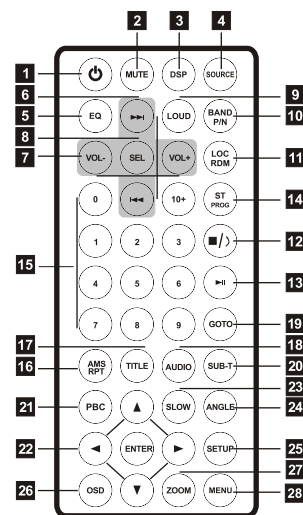 2 3 4
1 MUTE DSP SOURCE
6 9
5 EQ LOUD BAND P/N 10
8
7 VOL- SEL VOL+ LOC RDM 11
0 10+ ST PROG 14
1 2 3 12
15
4 5 6 13
7 8 9 GOTO 19
17 18
16 AMS RPT TITLE AUDIO SUB-T 20
23
21 PBC SLOW ANGLE 24
22 ENTER SETUP 25
27
26 OSD ZOOM MENU 28